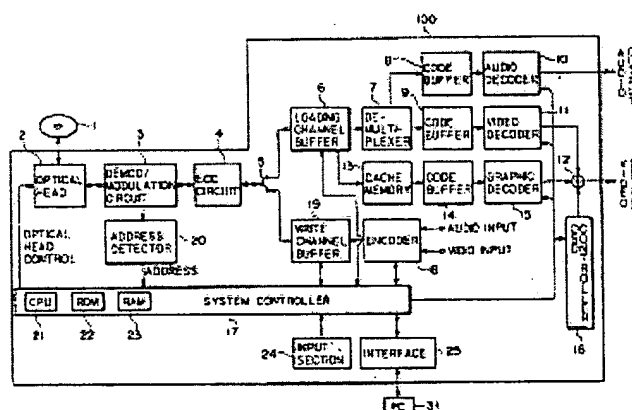 100
8
CODE BUFFER
AUDIO DECODER
10
6
LOADING CHANNEL BUFFER
7
DE-MULTI-PLEXER
9
CODE BUFFER
VIDEO DECODER
11
1
2
OPTICAL HEAD
3
DEMOD/MODULATION CIRCUIT
4
ECC CIRCUIT
5
13
CACHE MEMORY
CODE BUFFER
14
GRAPHIC DECODER
15
12
OPTICAL HEAD CONTROL
ADDRESS DETECTOR
20
ADDRESS
19
WRITE CHANNEL BUFFER
ENCODER
AUDIO INPUT
VIDEO INPUT
16
CPU
ROM
RAM
SYSTEM CONTROLLER
21
22
23
17
24
INPUT SECTION
INTERFACE
25
PC
31